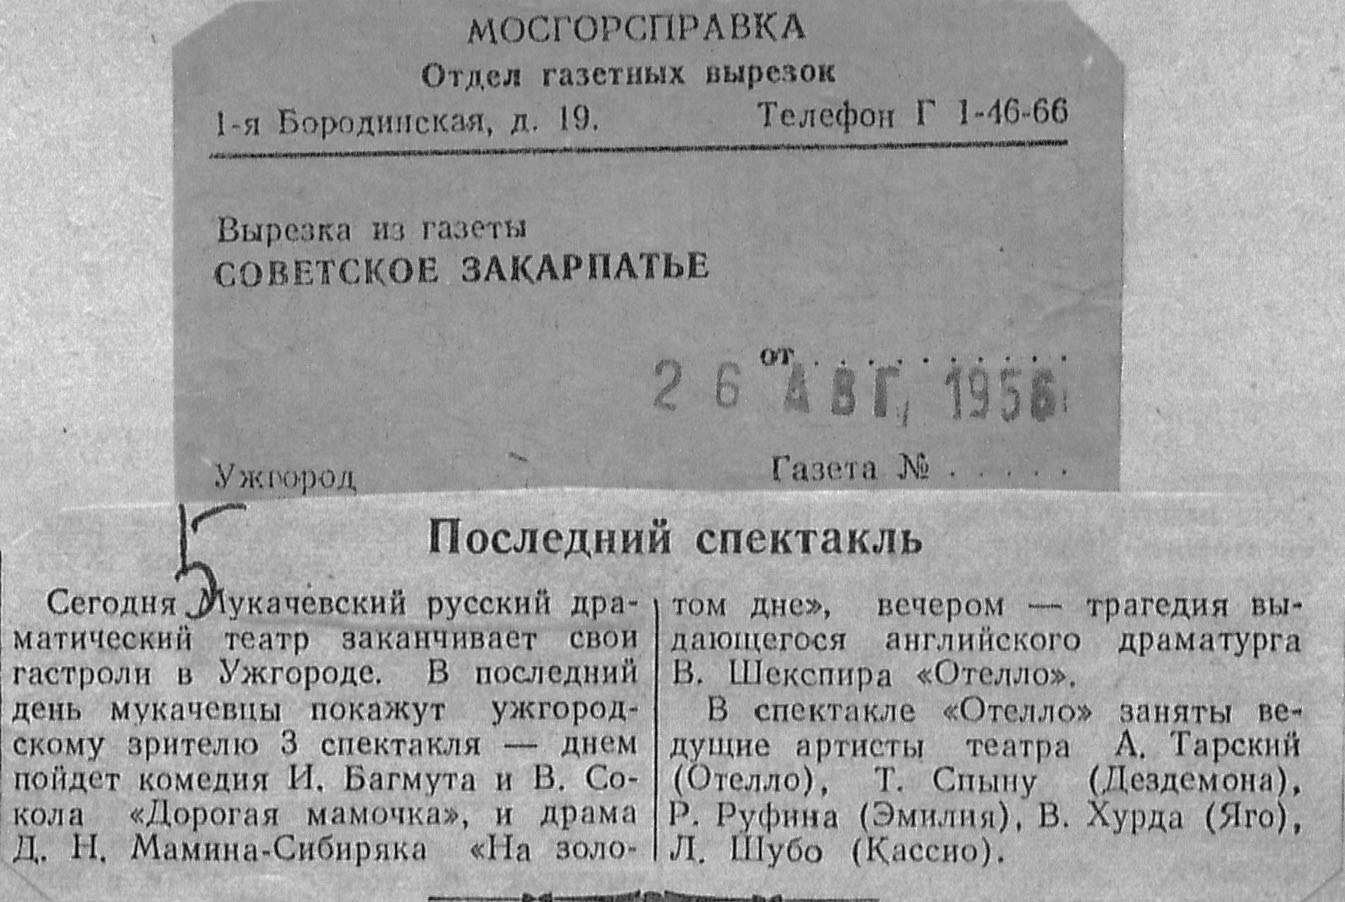 МОСГОРСПРАВКА
Отдел газетных вырезок
1-я Бородинская, д. 19. Телефон Г 1-46-66
Вырезка из газеты
СОВЕТСКОЕ ЗАКАРПАТЬЕ
от . . . . . . . . . .
26 АВГ, 1956
Ужгород Газета № . . . . .
5
Последний спектакль
Сегодня Мукачевский русский дра-
матический театр заканчивает свои
гастроли в Ужгороде. В последний
день мукачевцы покажут ужгород-
скому зрителю 3 спектакля — днем
пойдет комедия И. Багмута и В. Со-
кола «Дорогая мамочка», и драма
Д. Н. Мамина-Сибиряка «На золо-
том дне», вечером — трагедия вы-
дающегося английского драматурга
В. Шекспира «Отелло».
В спектакле «Отелло» заняты ве-
дущие артисты театра А. Тарский
(Отелло), Т. Спыну (Дездемона),
Р. Руфина (Эмилия), В. Хурда (Яго),
Л. Шубо (Кассио).